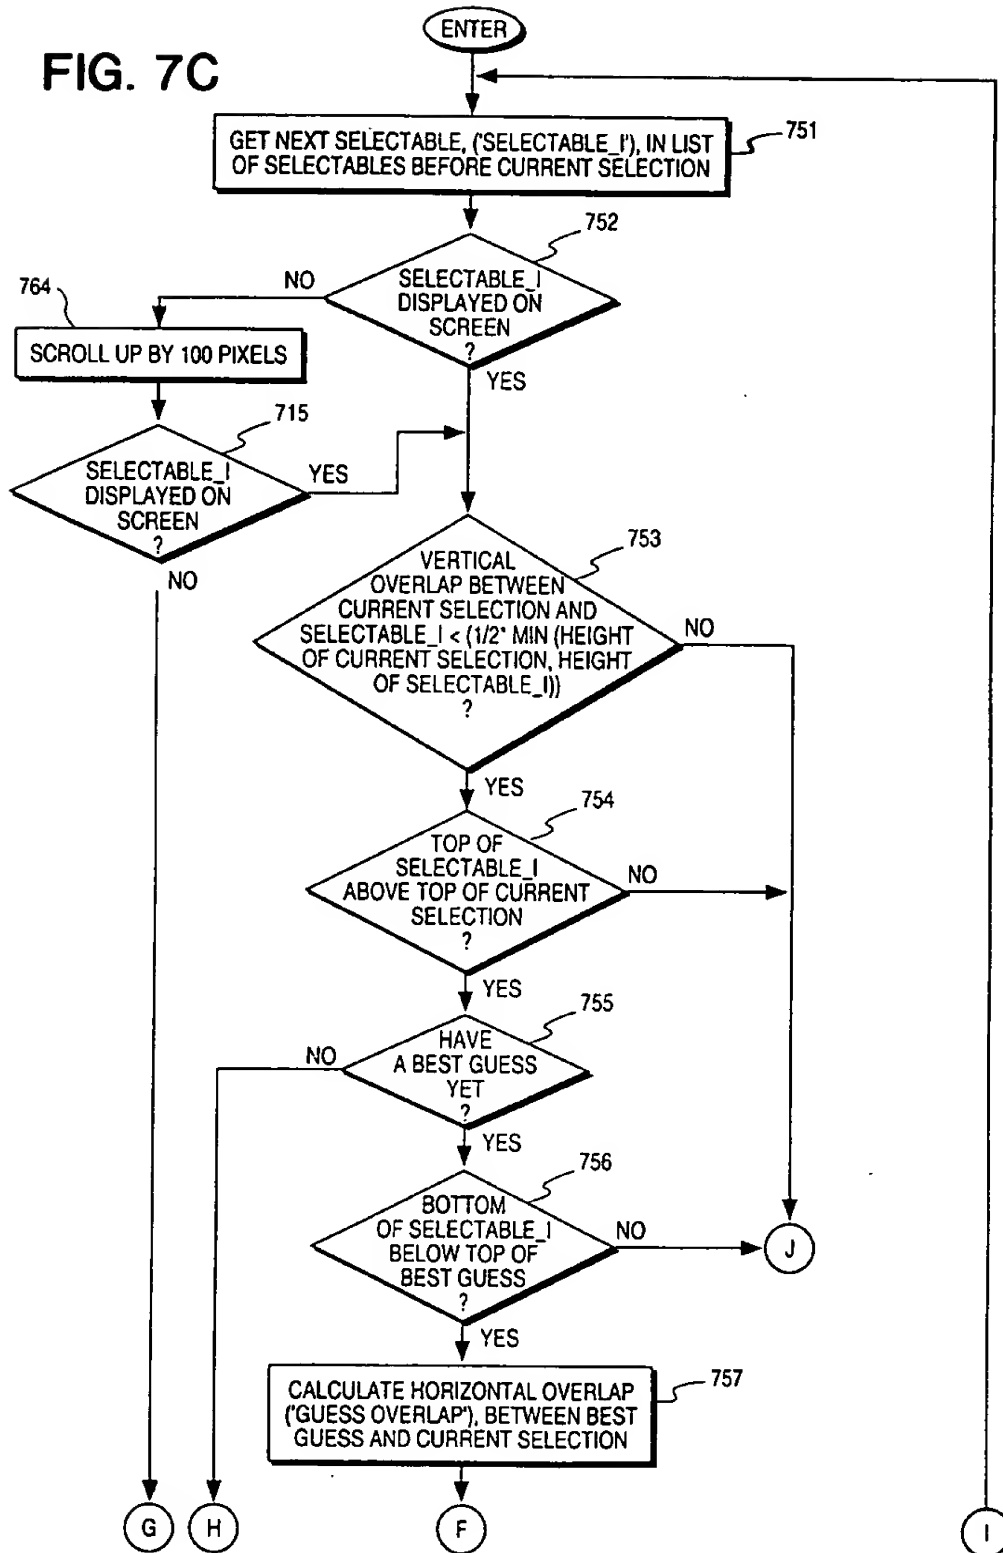 FIG. 7C
ENTER
GET NEXT SELECTABLE, ('SELECTABLE_I'), IN LIST
OF SELECTABLES BEFORE CURRENT SELECTION
751
752
SELECTABLE_I
DISPLAYED ON
SCREEN
?
NO
YES
764
SCROLL UP BY 100 PIXELS
715
SELECTABLE_I
DISPLAYED ON
SCREEN
?
YES
NO
753
VERTICAL
OVERLAP BETWEEN
CURRENT SELECTION AND
SELECTABLE_I < (1/2* MIN (HEIGHT
OF CURRENT SELECTION, HEIGHT
OF SELECTABLE_I))
?
NO
YES
754
TOP OF
SELECTABLE_I
ABOVE TOP OF CURRENT
SELECTION
?
NO
YES
755
HAVE
A BEST GUESS
YET
?
NO
YES
756
BOTTOM
OF SELECTABLE_I
BELOW TOP OF
BEST GUESS
?
NO
J
YES
757
CALCULATE HORIZONTAL OVERLAP
('GUESS OVERLAP'), BETWEEN BEST
GUESS AND CURRENT SELECTION
G
H
F
I